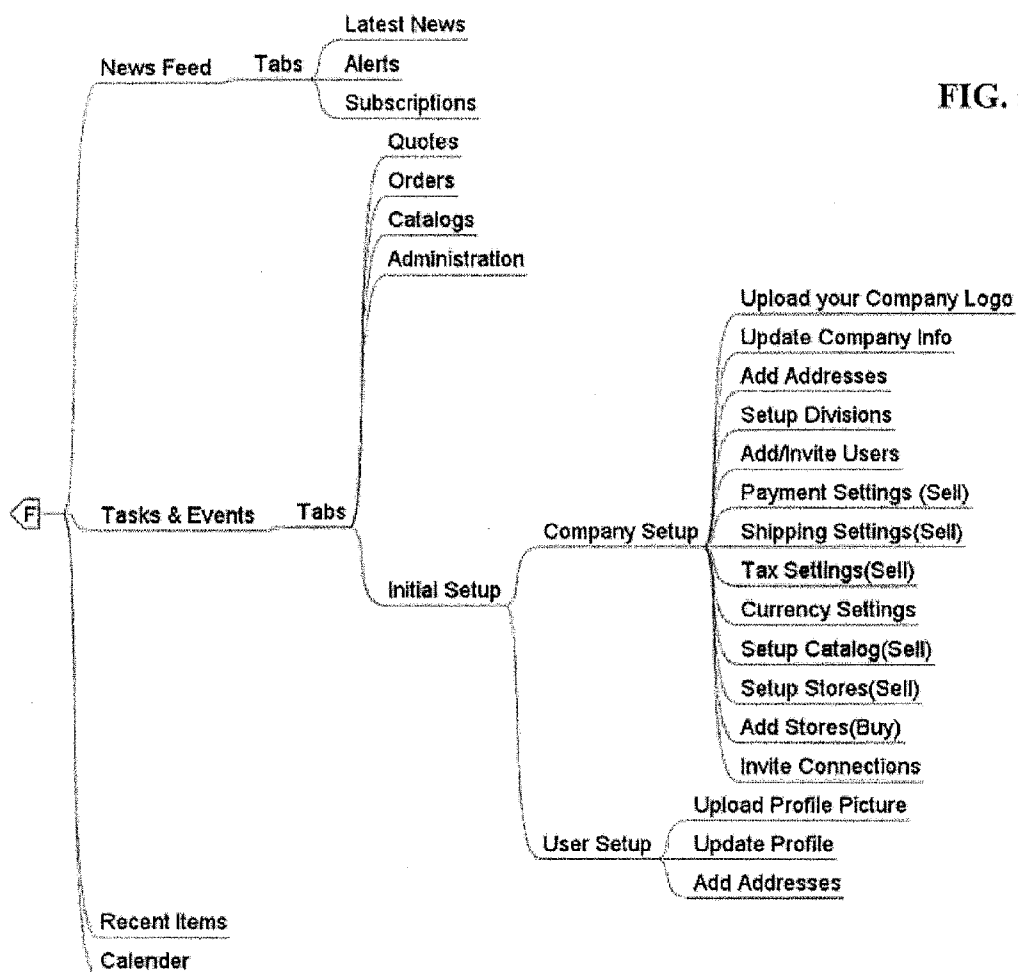 Latest News
News Feed
Tabs
Alerts
Subscriptions
FIG.
Quotes
Orders
Catalogs
Administration
Upload your Company Logo
Update Company Info
Add Addresses
Setup Divisions
Add/Invite Users
Payment Settings (Sell)
F
Tasks & Events
Tabs
Company Setup
Shipping Settings(Sell)
Tax Settings(Sell)
Initial Setup
Currency Settings
Setup Catalog(Sell)
Setup Stores(Sell)
Add Stores(Buy)
Invite Connections
Upload Profile Picture
User Setup
Update Profile
Add Addresses
Recent Items
Calender